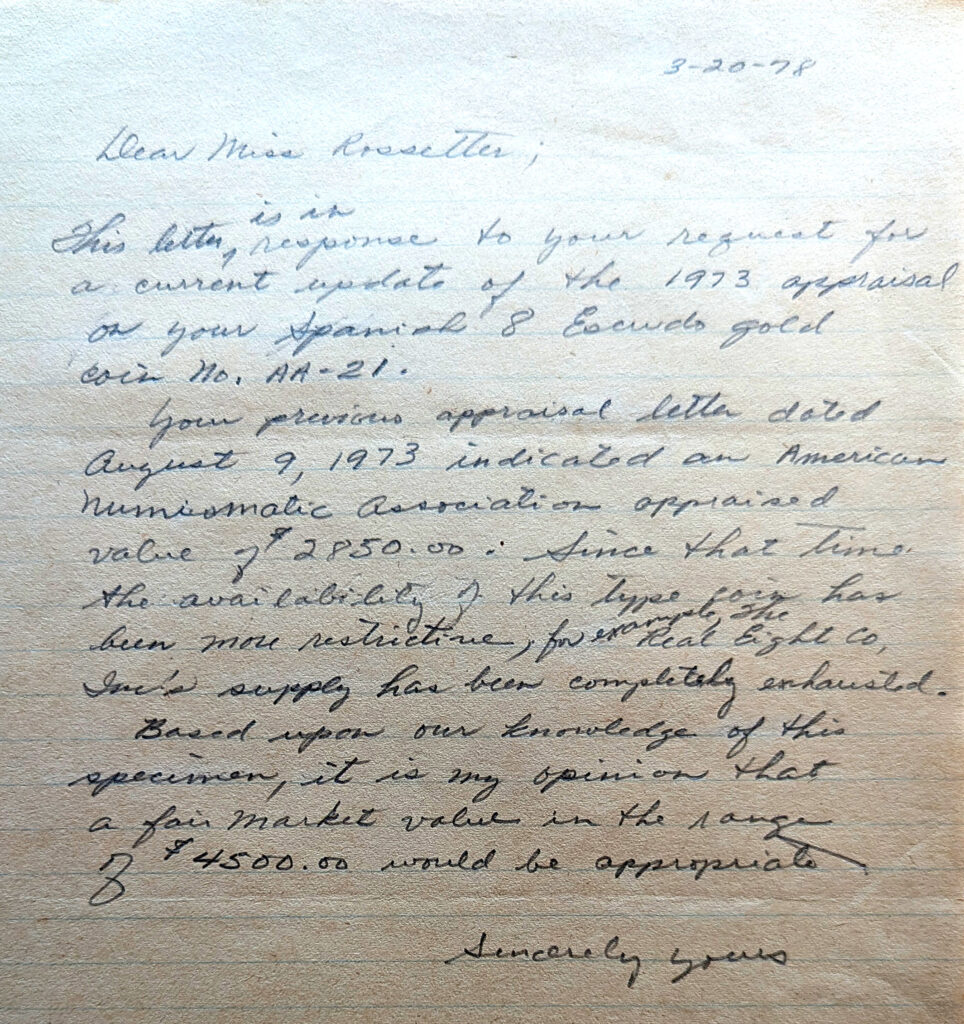 3-20-78
Dear Miss Rossetter;
is in
This letter, response to your request for
a current update of the 1973 appraisal
on your Spanish 8 Escudo gold
coin No. AA-21.
Your previous appraisal letter dated
August 9, 1973 indicated an American
Numismatic Association appraised
value of $2850.00. Since that time
the availability of this type coin has
been more restrictive, for example, The Real Eight Co,
Inc's supply has been completely exhausted.
Based upon our knowledge of this
specimen, it is my opinion that
a fair market value in the range
of $4500.00 would be appropriate
Sincerely yours